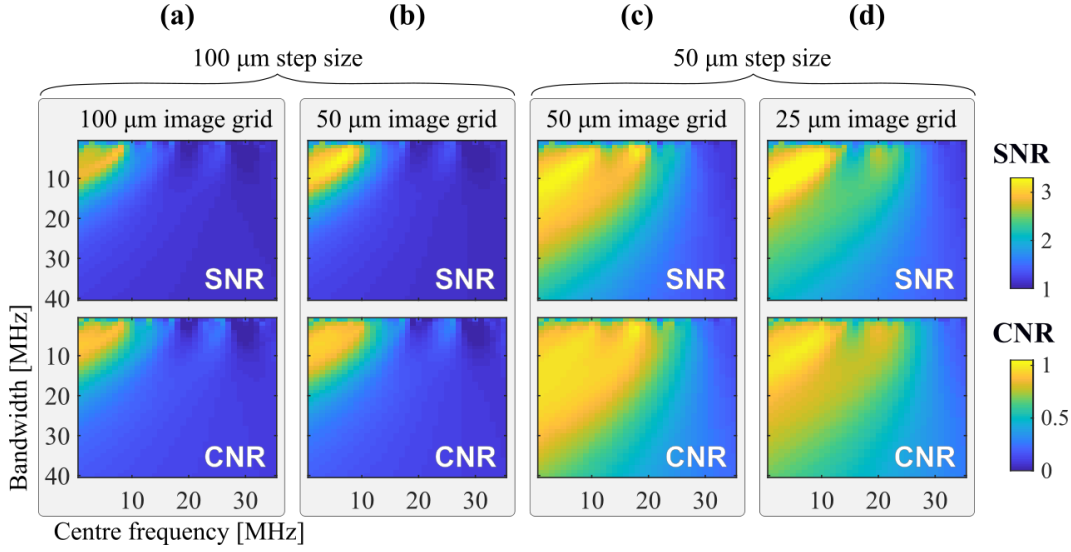 (a) (b) (c) (d)
100 μm step size 50 μm step size
100 μm image grid 50 μm image grid 50 μm image grid 25 μm image grid
SNR
3
2
1
10
20
30
40
SNR SNR SNR SNR
CNR
1
0.5
0
10
20
30
40
CNR CNR CNR CNR
Bandwidth [MHz]
10 20 30 10 20 30 10 20 30 10 20 30
Centre frequency [MHz]